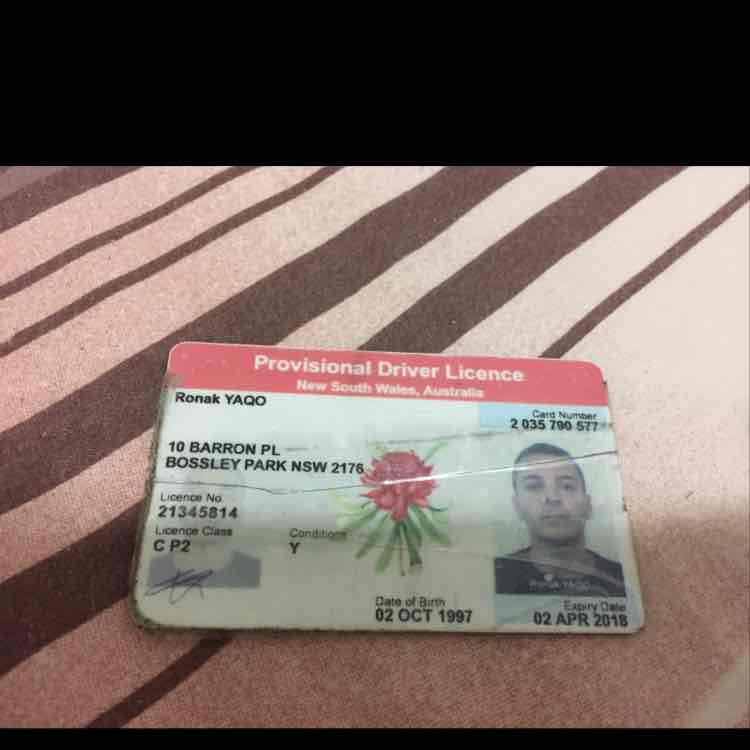 Provisional Driver Licence
New South Wales, Australia
Ronak YAQO
Card Number
2 035 790 577
10 BARRON PL
BOSSLEY PARK NSW 2176
Licence No
21345814
Licence Class
C P2
Conditions
Y
Ronak YAQO
Date of Birth
02 OCT 1997
Expiry Date
02 APR 2018